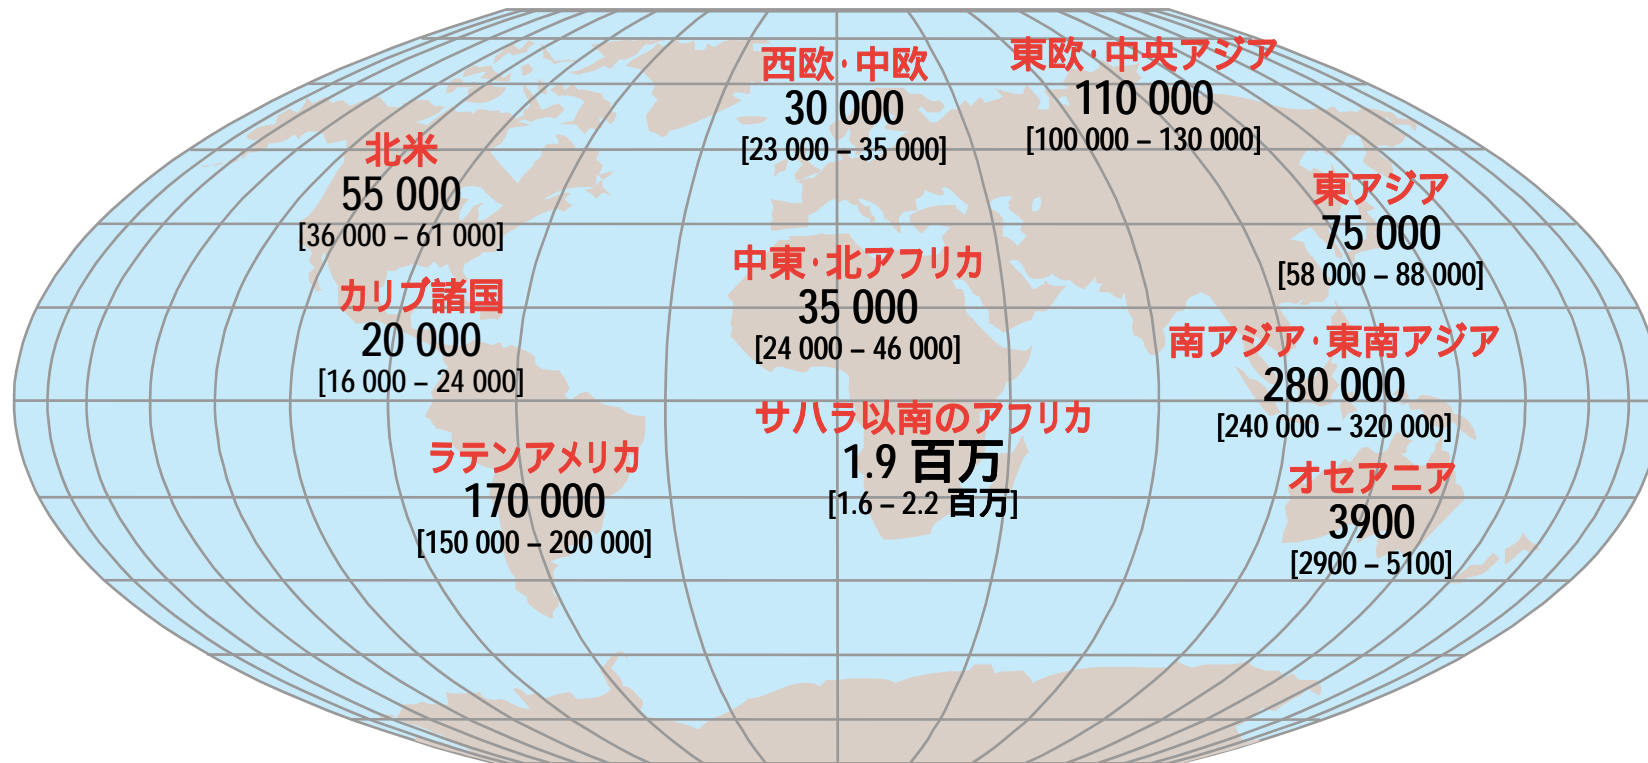 西欧・中欧
30 000
[23 000 – 35 000]
東欧・中央アジア
110 000
[100 000 – 130 000]
北米
55 000
[36 000 – 61 000]
東アジア
75 000
[58 000 – 88 000]
カリブ諸国
20 000
[16 000 – 24 000]
中東・北アフリカ
35 000
[24 000 – 46 000]
南アジア・東南アジア
280 000
[240 000 – 320 000]
サハラ以南のアフリカ
1.9 百万
[1.6 – 2.2 百万]
ラテンアメリカ
170 000
[150 000 – 200 000]
オセアニア
3900
[2900 – 5100]